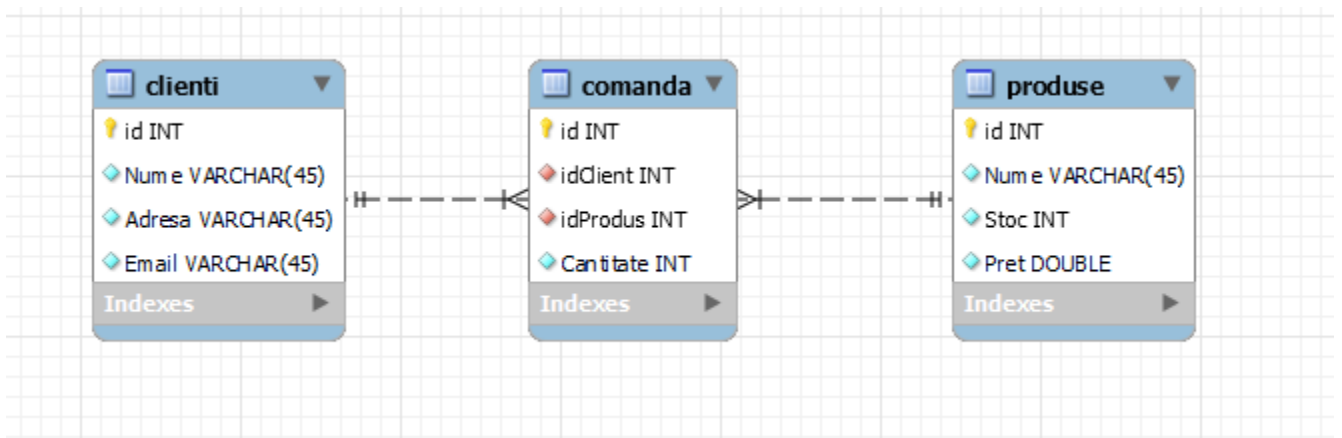 clienti
id INT
Nume VARCHAR(45)
Adresa VARCHAR(45)
Email VARCHAR(45)
Indexes
comanda
id INT
idClient INT
idProdus INT
Cantitate INT
Indexes
produse
id INT
Nume VARCHAR(45)
Stoc INT
Pret DOUBLE
Indexes